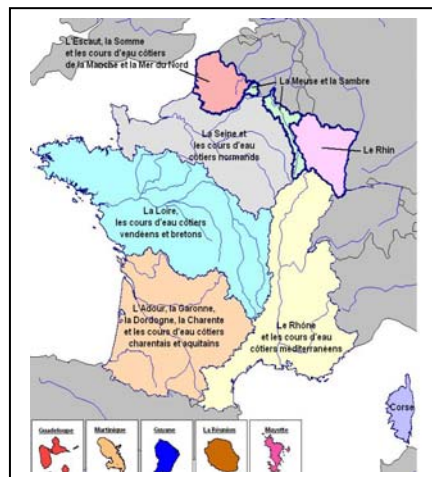 L'Escaut, la Somme
et les cours d'eau côtiers
de la Manche et la Mer du Nord
La Meuse et la Sambre
La Seine et
les cours d'eau
côtiers normands
Le Rhin
La Loire,
les cours d'eau côtiers
vendéens et bretons
L'Adour, la Garonne,
la Dordogne, la Charente
et les cours d'eau côtiers
charentais et aquitains
Le Rhône
et les cours d'eau
côtiers méditerranéens
Corse
Guadeloupe
Martinique
Guyane
La Réunion
Mayotte